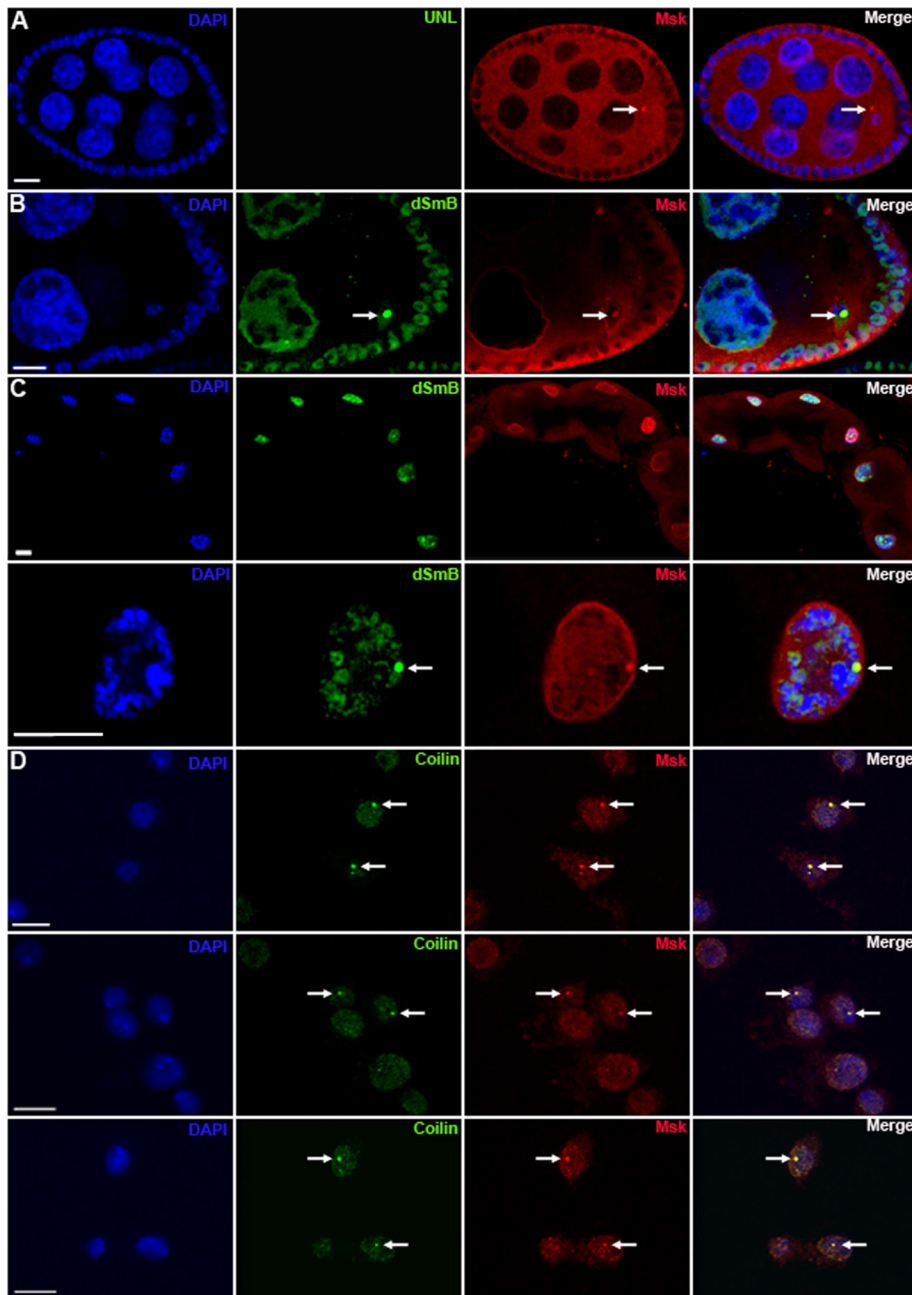 A DAPI UNL Msk Merge
B DAPI dSmB Msk Merge
C DAPI dSmB Msk Merge
DAPI dSmB Msk Merge
D DAPI Coilin Msk Merge
DAPI Coilin Msk Merge
DAPI Coilin Msk Merge